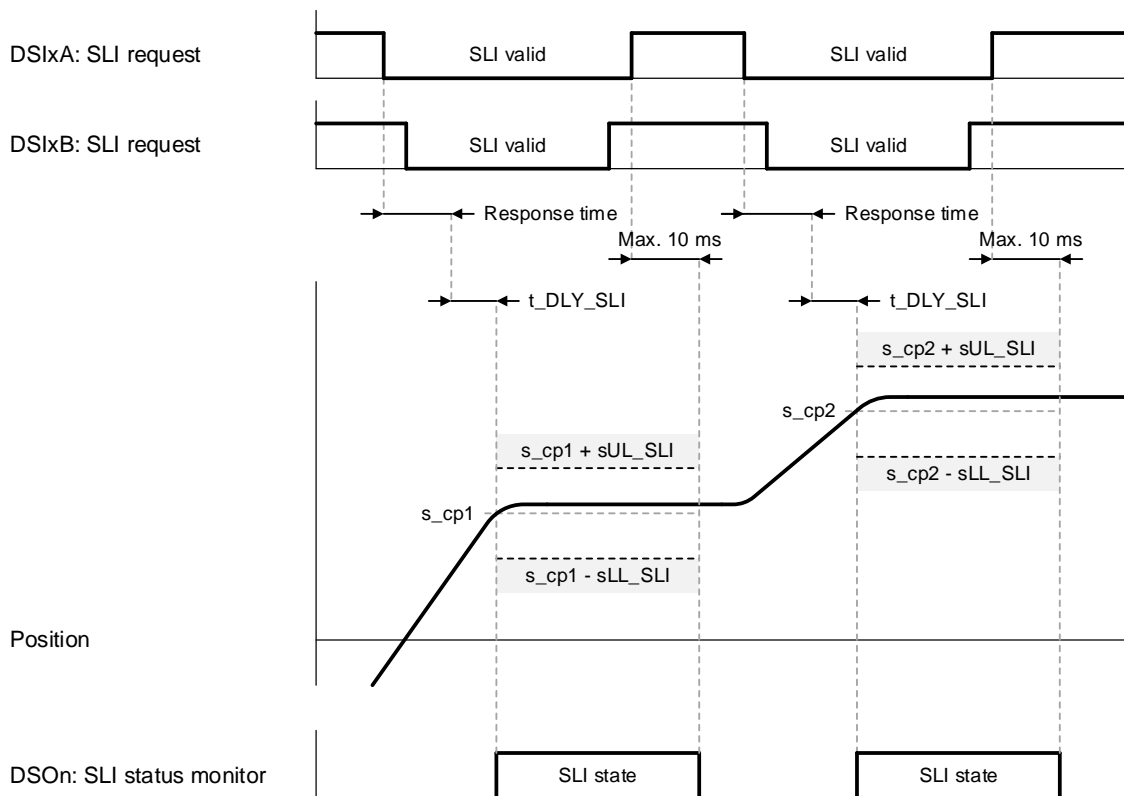 DSIxA: SLI request
SLI valid
SLI valid
DSIxB: SLI request
SLI valid
SLI valid
Response time
Response time
Max. 10 ms
Max. 10 ms
t_DLY_SLI
t_DLY_SLI
s_cp2 + sUL_SLI
s_cp2
s_cp1 + sUL_SLI
s_cp2 - sLL_SLI
s_cp1
s_cp1 - sLL_SLI
Position
DSOn: SLI status monitor
SLI state
SLI state